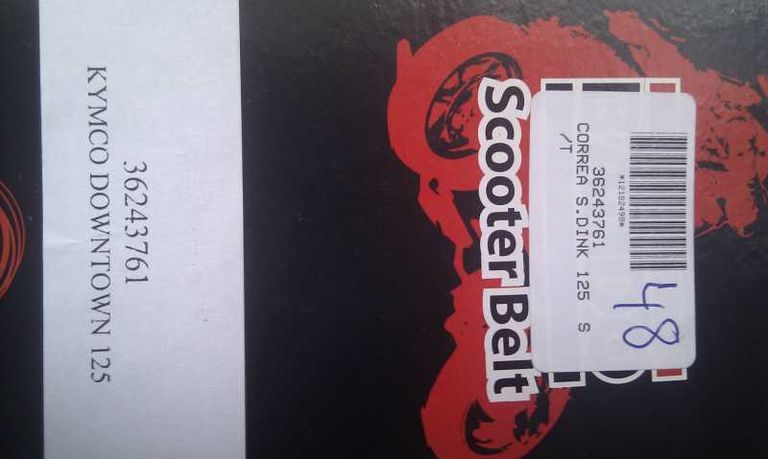 36243761
KYMCO DOWNTOWN 125
Scooter Belt
*12192498*
36243761
CORREA S.DINK 125 S
/T
48